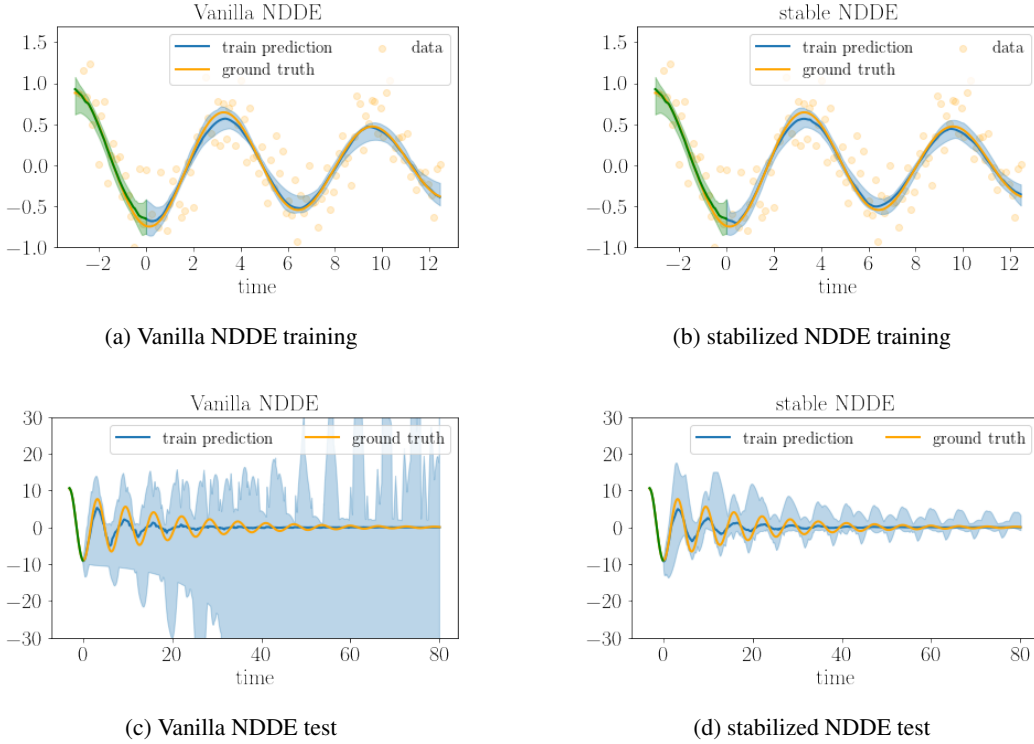 Vanilla NDDE
1.5
1.0
0.5
0.0
−0.5
−1.0
train prediction
data
ground truth
−2 0 2 4 6 8 10 12
time
(a) Vanilla NDDE training
stable NDDE
1.5
1.0
0.5
0.0
−0.5
−1.0
train prediction
data
ground truth
−2 0 2 4 6 8 10 12
time
(b) stabilized NDDE training
Vanilla NDDE
30
20
10
0
−10
−20
−30
train prediction
ground truth
0 20 40 60 80
time
(c) Vanilla NDDE test
stable NDDE
30
20
10
0
−10
−20
−30
train prediction
ground truth
0 20 40 60 80
time
(d) stabilized NDDE test